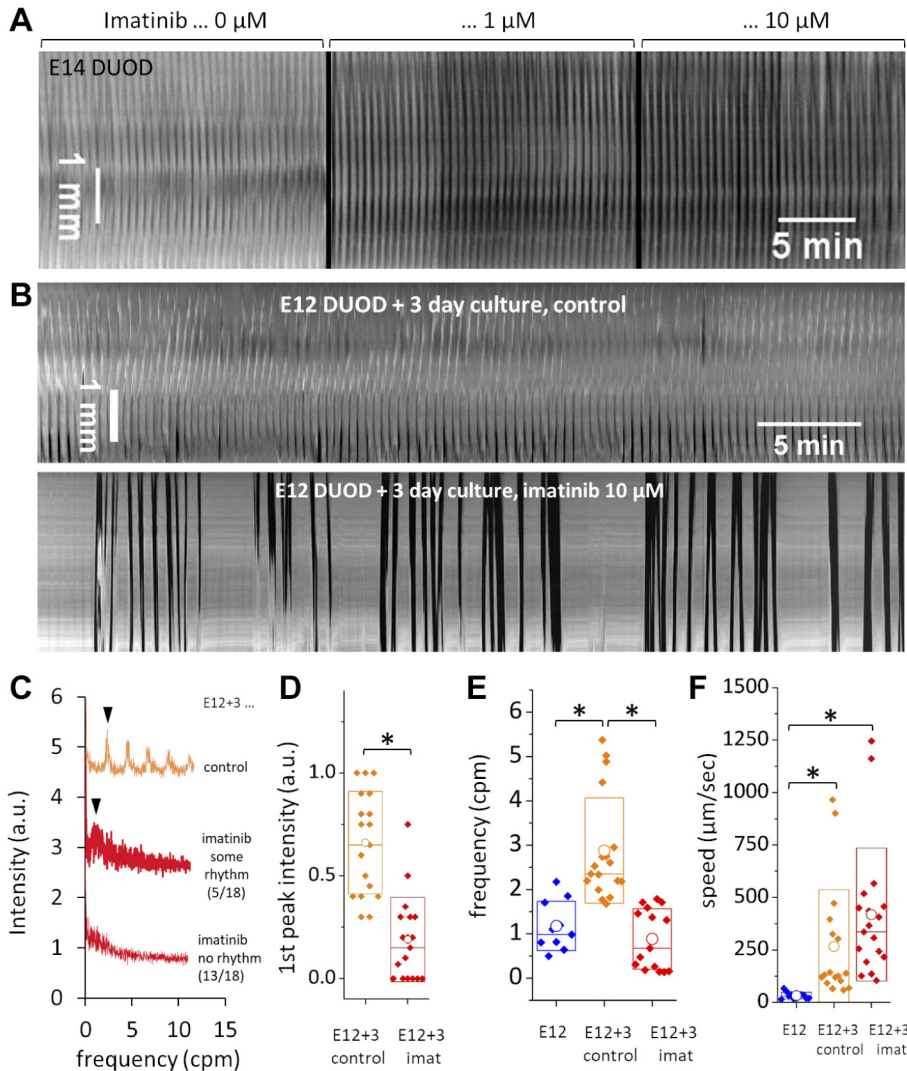 A
Imatinib ... 0 µM
... 1 µM
... 10 µM
E14 DUOD
1 mm
5 min
B
E12 DUOD + 3 day culture, control
1 mm
5 min
E12 DUOD + 3 day culture, imatinib 10 µM
C
6
5
4
3
2
1
0
Intensity (a.u.)
E12+3 ...
control
imatinib
some
rhythm
(5/18)
imatinib
no rhythm
(13/18)
0
5
10
15
frequency (cpm)
D
*
1.0
0.5
0.0
1st peak intensity (a.u.)
E12+3
control
E12+3
imat
E
*
*
6
5
4
3
2
1
0
frequency (cpm)
E12
E12+3
control
E12+3
imat
F
1500
1250
1000
750
500
250
0
speed (µm/sec)
*
*
E12
E12+3
control
E12+3
imat